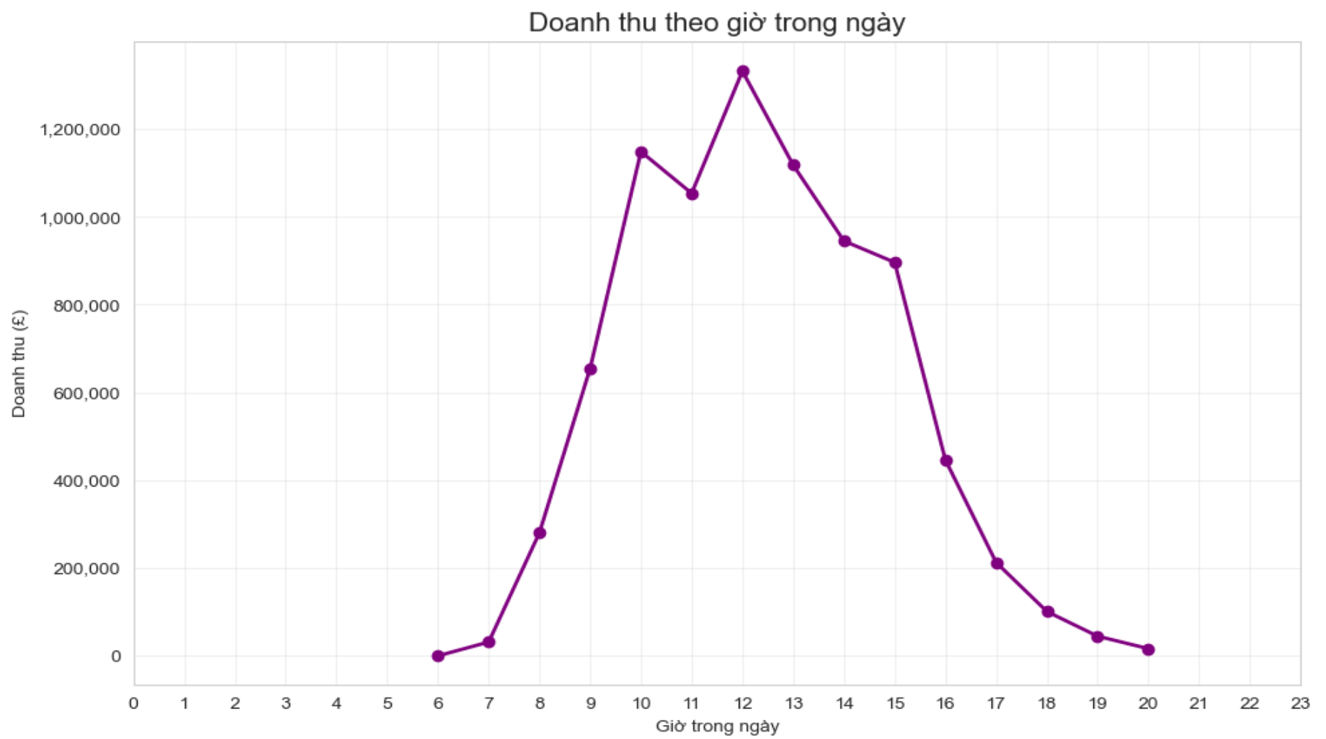 Doanh thu theo giờ trong ngày
1,200,000
1,000,000
800,000
600,000
400,000
200,000
0
Doanh thu (£)
0 1 2 3 4 5 6 7 8 9 10 11 12 13 14 15 16 17 18 19 20 21 22 23
Giờ trong ngày